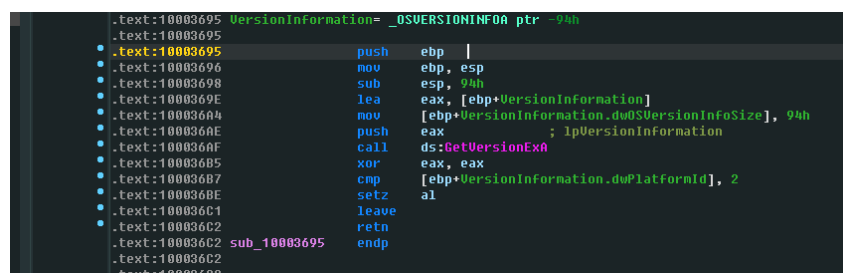 .text:10003695 VersionInformation= _OSVERSIONINFOA ptr -94h
.text:10003695
.text:10003695 push ebp
.text:10003696 mov ebp, esp
.text:10003698 sub esp, 94h
.text:1000369E lea eax, [ebp+VersionInformation]
.text:100036A4 mov [ebp+VersionInformation.dwOSVersionInfoSize], 94h
.text:100036AE push eax ; lpVersionInformation
.text:100036AF call ds:GetVersionExA
.text:100036B5 xor eax, eax
.text:100036B7 cmp [ebp+VersionInformation.dwPlatformId], 2
.text:100036BE setz al
.text:100036C1 leave
.text:100036C2 retn
.text:100036C2 sub_10003695 endp
.text:100036C2